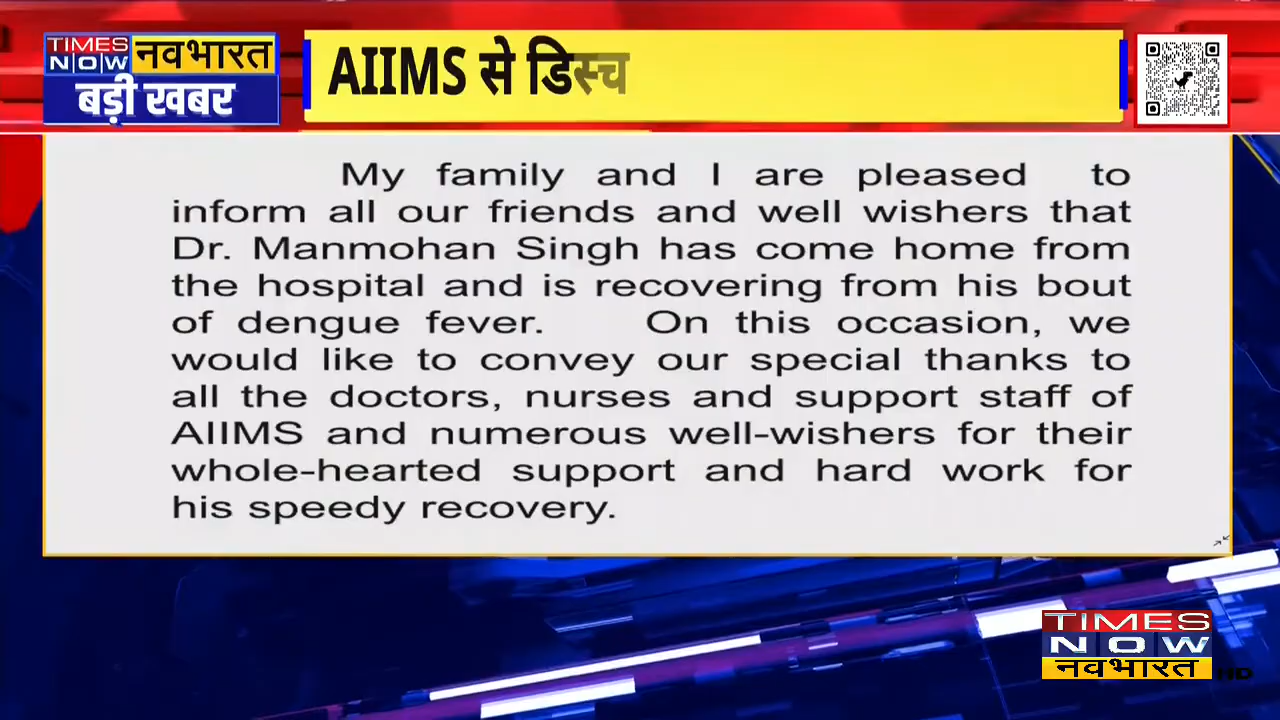 TIMES
NOW नवभारत
बड़ी खबर
AIIMS से डिस्च
My family and I are pleased to
inform all our friends and well wishers that
Dr. Manmohan Singh has come home from
the hospital and is recovering from his bout
of dengue fever. On this occasion, we
would like to convey our special thanks to
all the doctors, nurses and support staff of
AIIMS and numerous well-wishers for their
whole-hearted support and hard work for
his speedy recovery.
TIMES
NOW
नवभारत HD